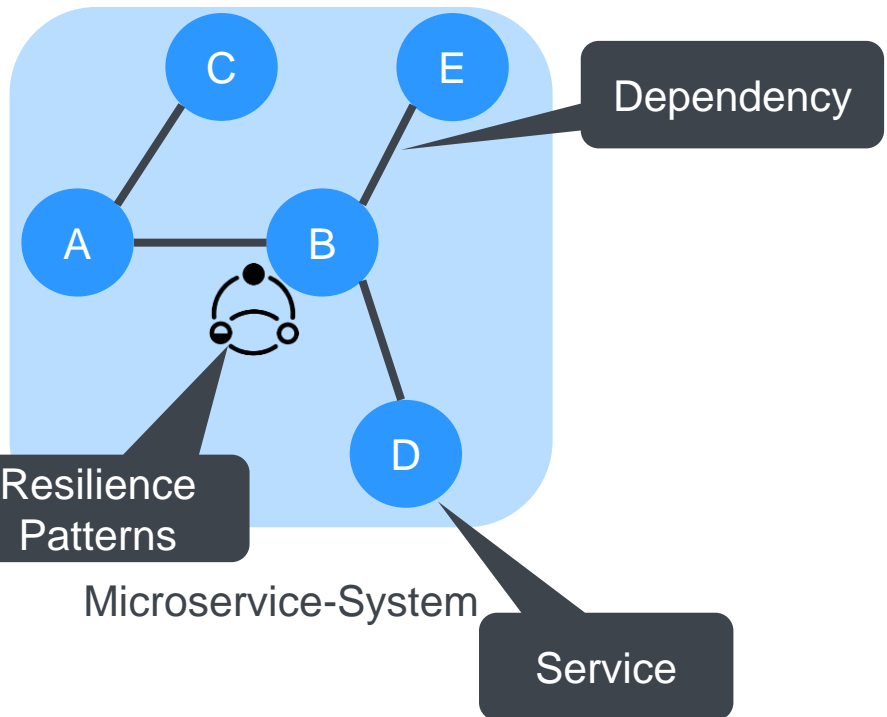 C
E
Dependency
A
B
Resilience
Patterns
D
Microservice-System
Service